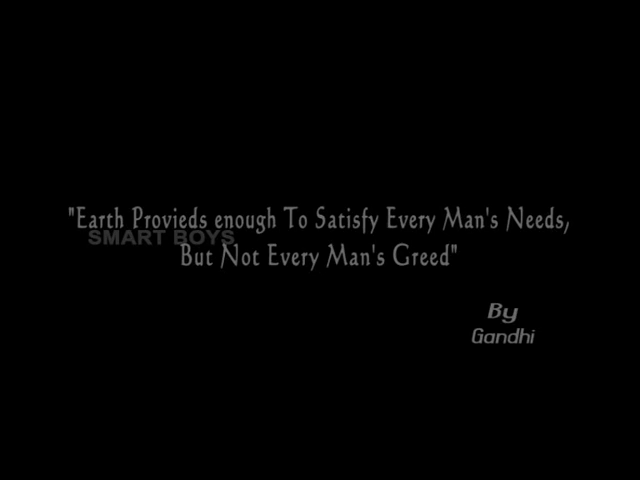 "Earth Provieds enough To Satisfy Every Man's Needs,
SMART BOYS
But Not Every Man's Greed"
By
Gandhi